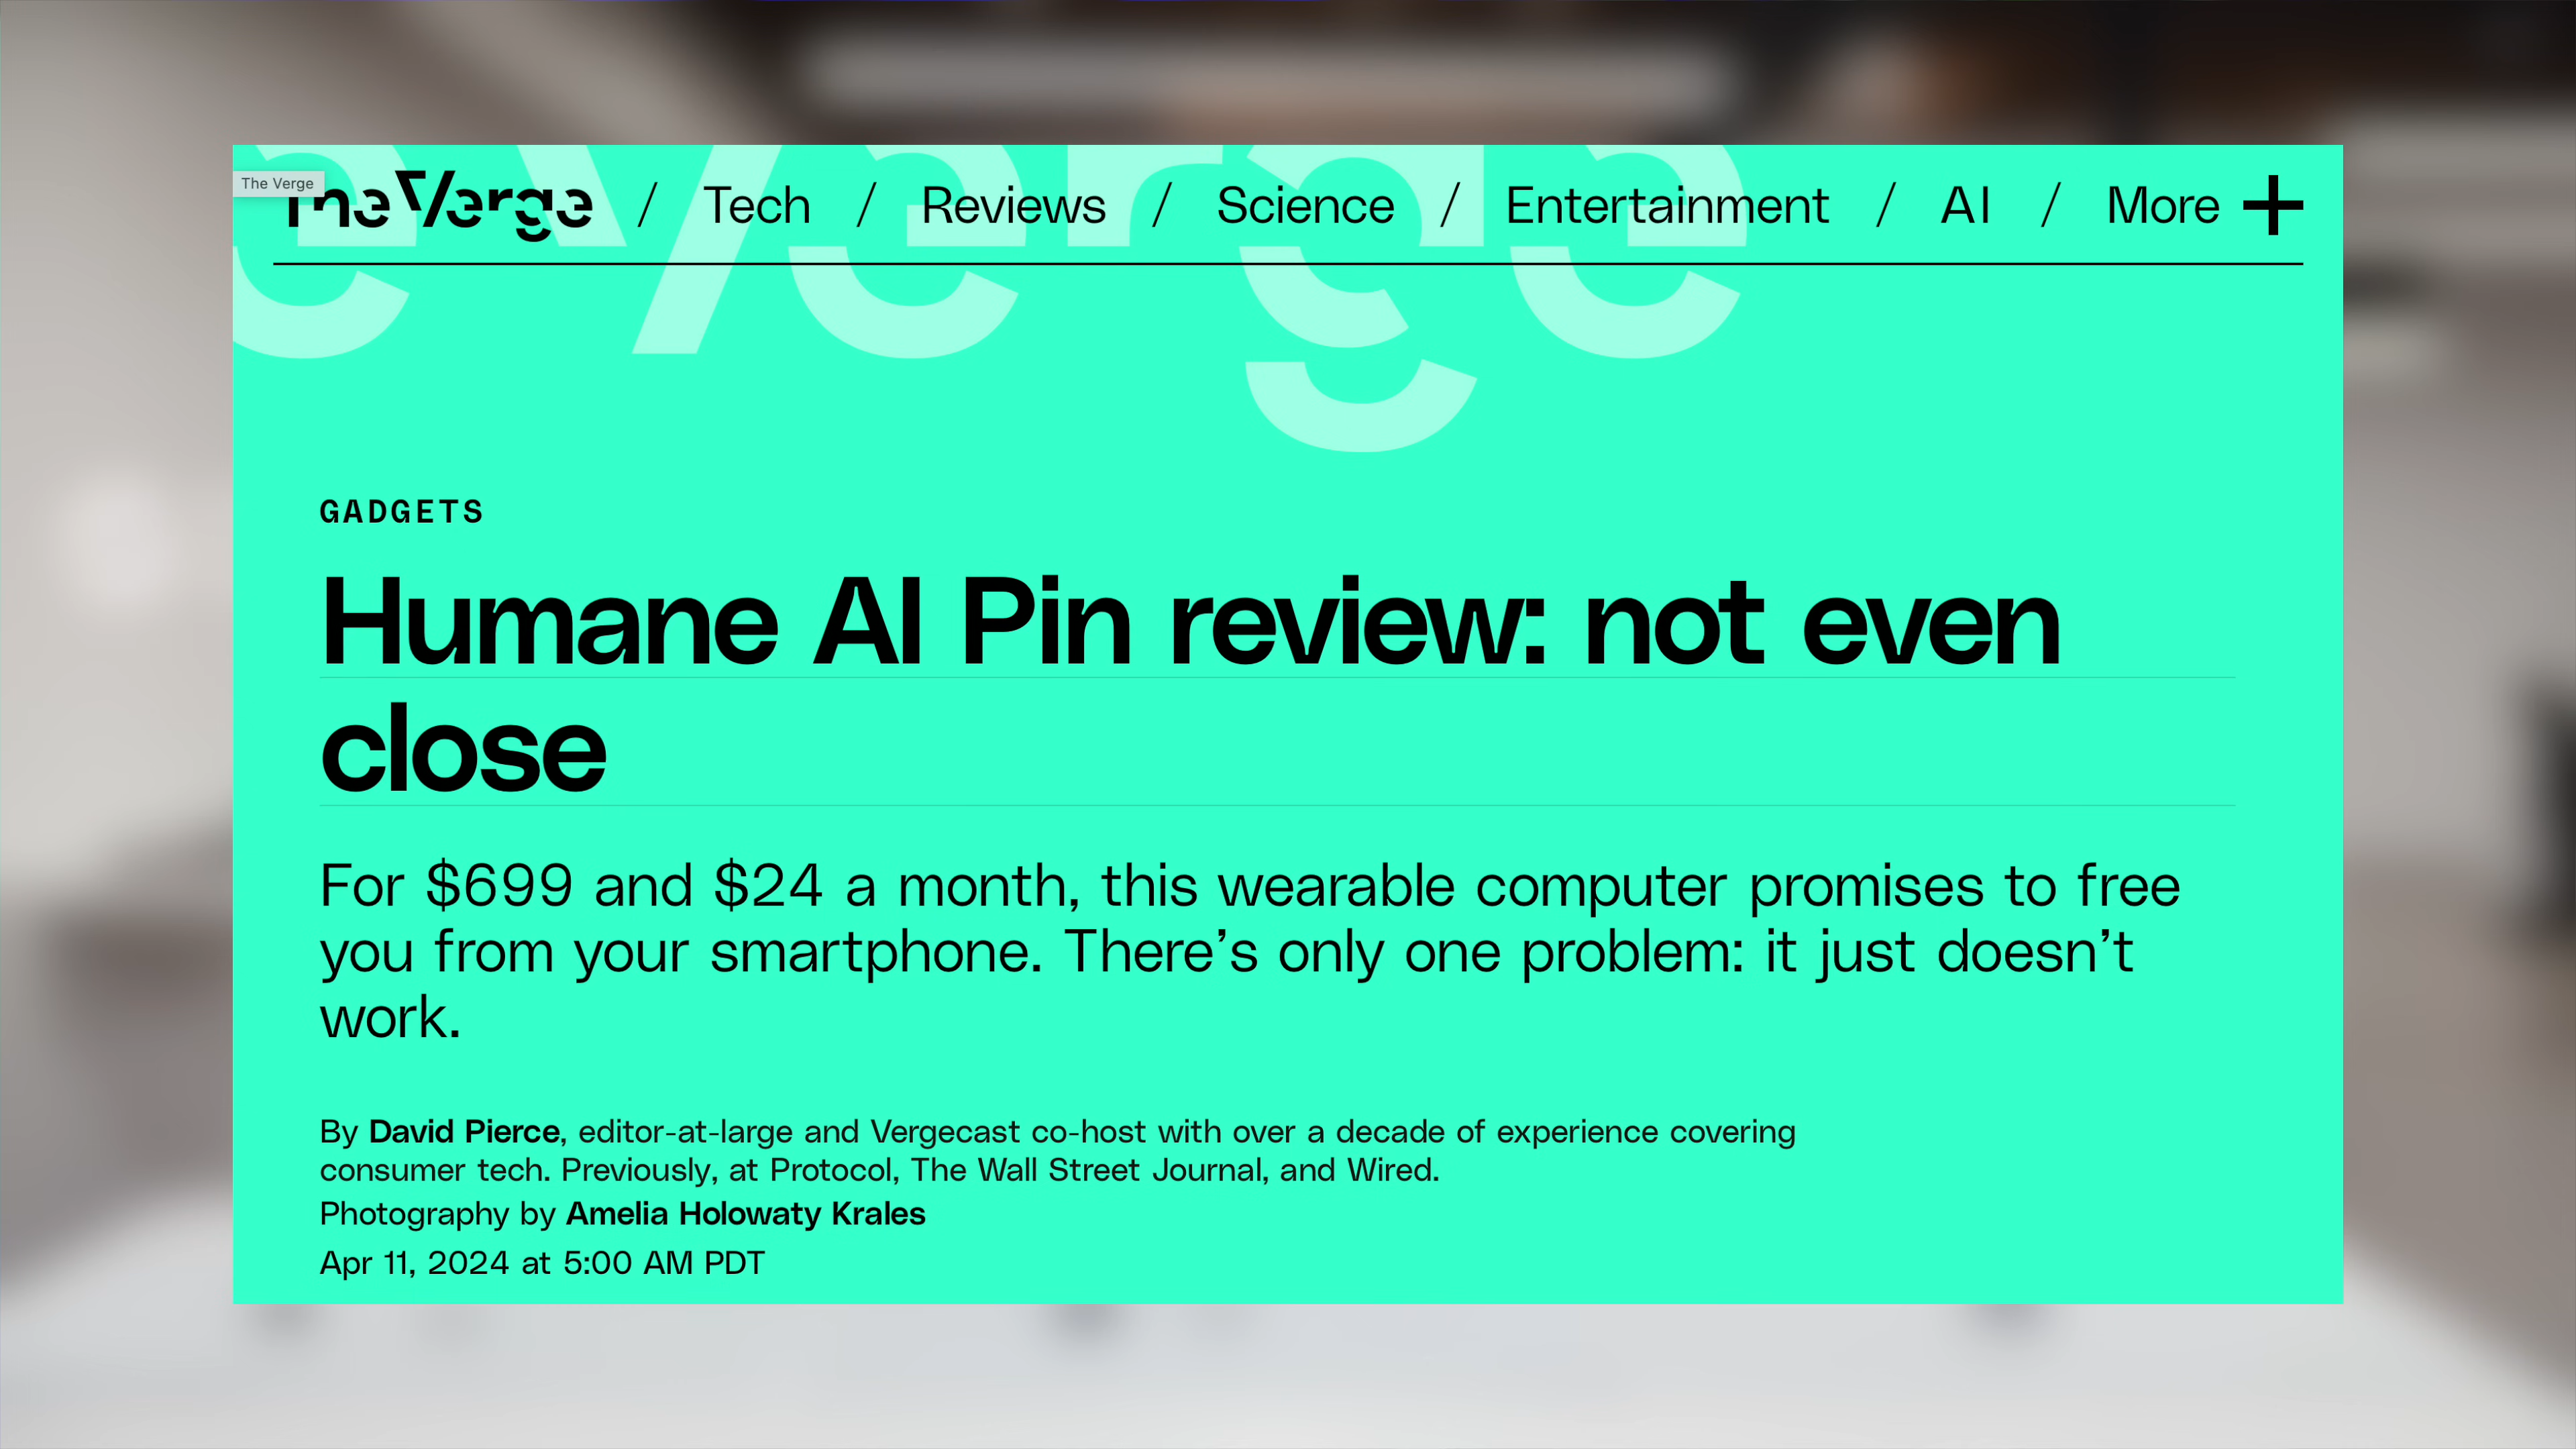 The Verge
The Verge / Tech / Reviews / Science / Entertainment / AI / More
e Verge
GADGETS
Humane AI Pin review: not even
close
For $699 and $24 a month, this wearable computer promises to free
you from your smartphone. There’s only one problem: it just doesn’t
work.
By David Pierce, editor-at-large and Vergecast co-host with over a decade of experience covering
consumer tech. Previously, at Protocol, The Wall Street Journal, and Wired.
Photography by Amelia Holowaty Krales
Apr 11, 2024 at 5:00 AM PDT